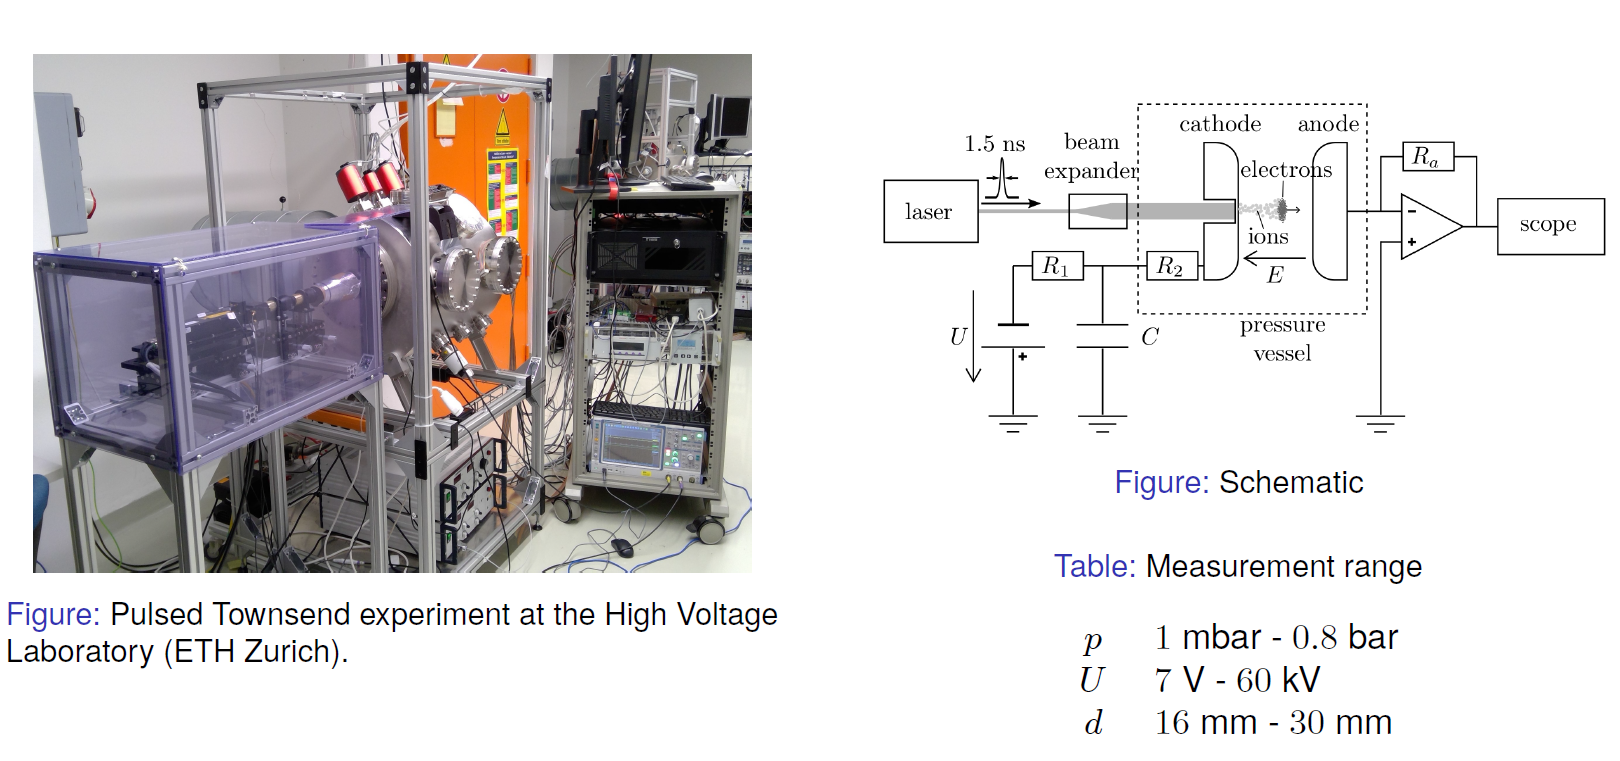 Figure: Pulsed Townsend experiment at the High Voltage
Laboratory (ETH Zurich).
cathode anode
1.5 ns
beam
expander
electrons
R_a
laser
-
+
scope
ions
R_1
R_2
E
U
+
C
pressure
vessel
Figure: Schematic
Table: Measurement range
p 1 mbar - 0.8 bar
U 7 V - 60 kV
d 16 mm - 30 mm